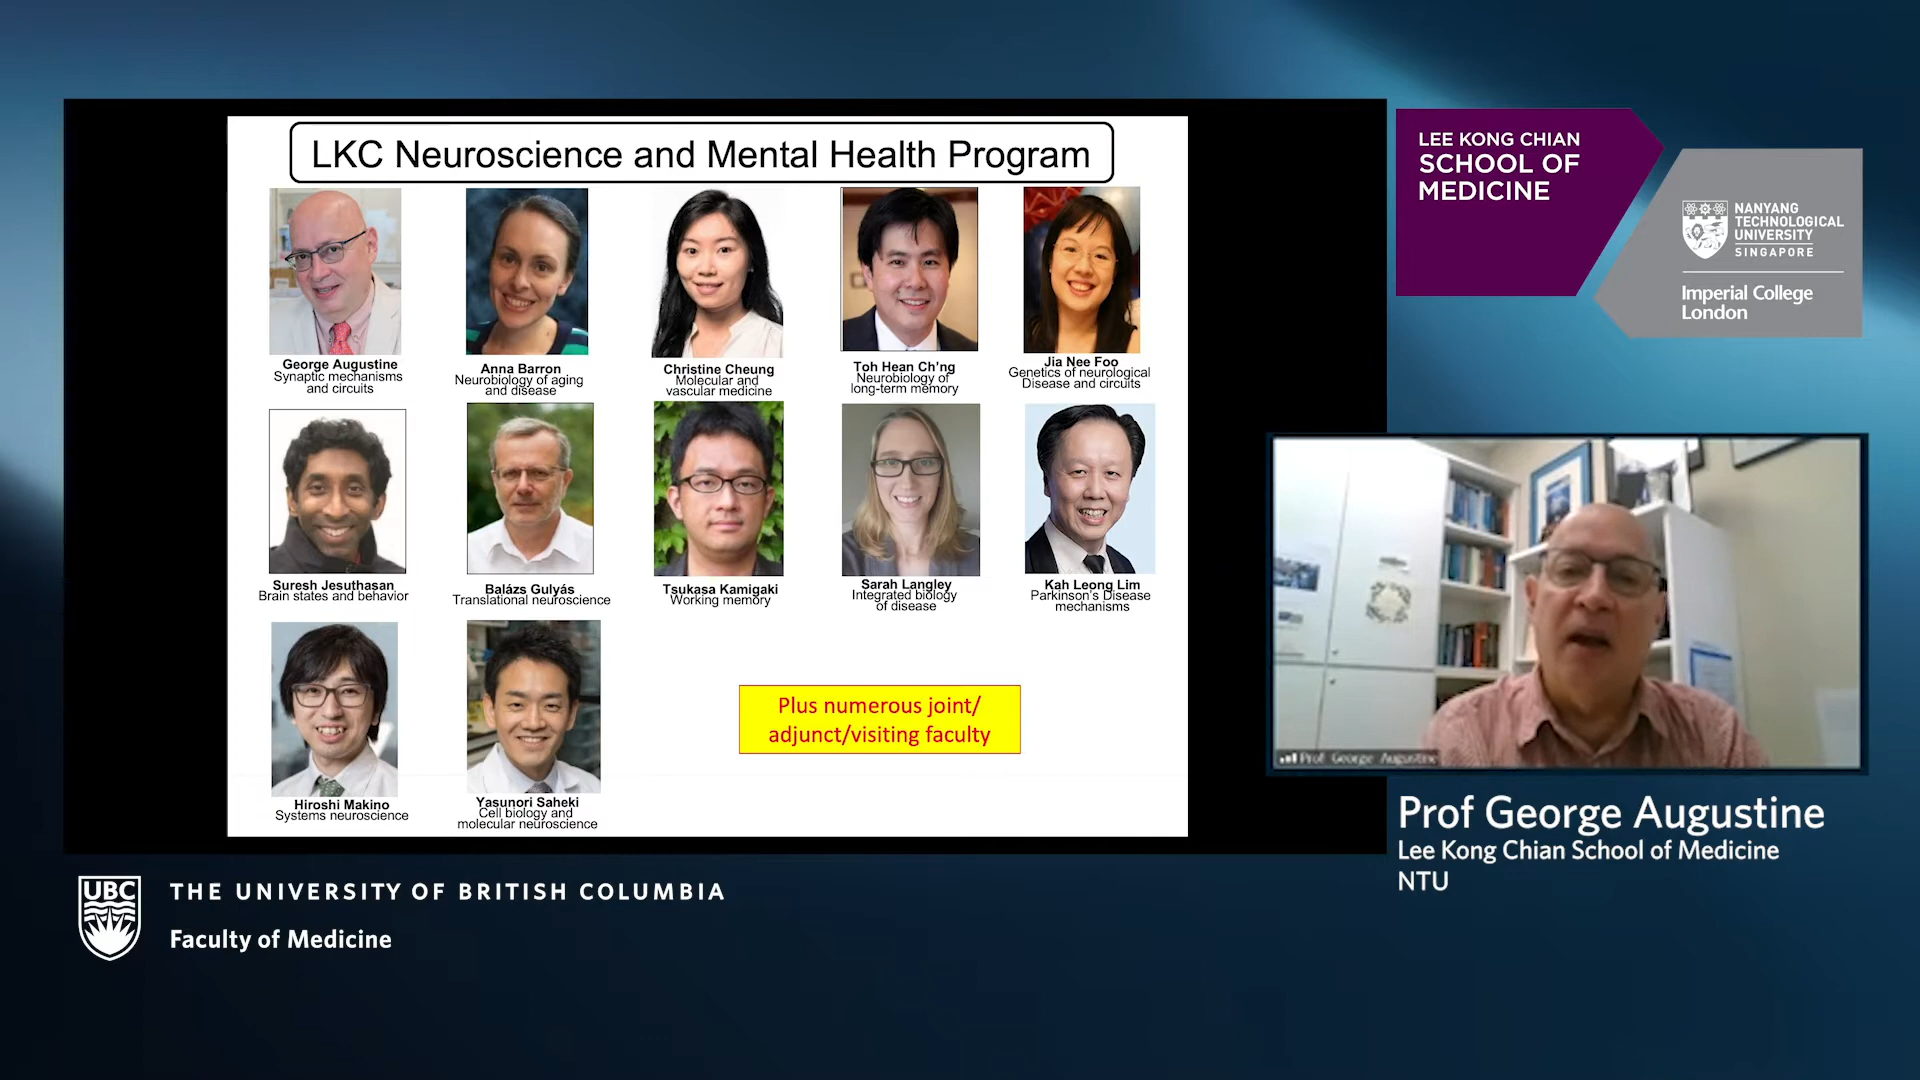 LKC Neuroscience and Mental Health Program
George Augustine
Synaptic mechanisms
and circuits
Anna Barron
Neurobiology of aging
and disease
Christine Cheung
Molecular and
vascular medicine
Toh Hean Ch'ng
Neurobiology of
long-term memory
Jia Nee Foo
Genetics of neurological
Disease and circuits
Suresh Jesuthasan
Brain states and behavior
Balázs Gulyás
Translational neuroscience
Tsukasa Kamigaki
Working memory
Sarah Langley
Integrated biology
of disease
Kah Leong Lim
Parkinson's Disease
mechanisms
Hiroshi Makino
Systems neuroscience
Yasunori Saheki
Cell biology and
molecular neuroscience
Plus numerous joint/
adjunct/visiting faculty
LEE KONG CHIAN
SCHOOL OF
MEDICINE
NANYANG
TECHNOLOGICAL
UNIVERSITY
SINGAPORE
Imperial College
London
Prof George Augustine
Prof George Augustine
Lee Kong Chian School of Medicine
NTU
UBC
THE UNIVERSITY OF BRITISH COLUMBIA
Faculty of Medicine